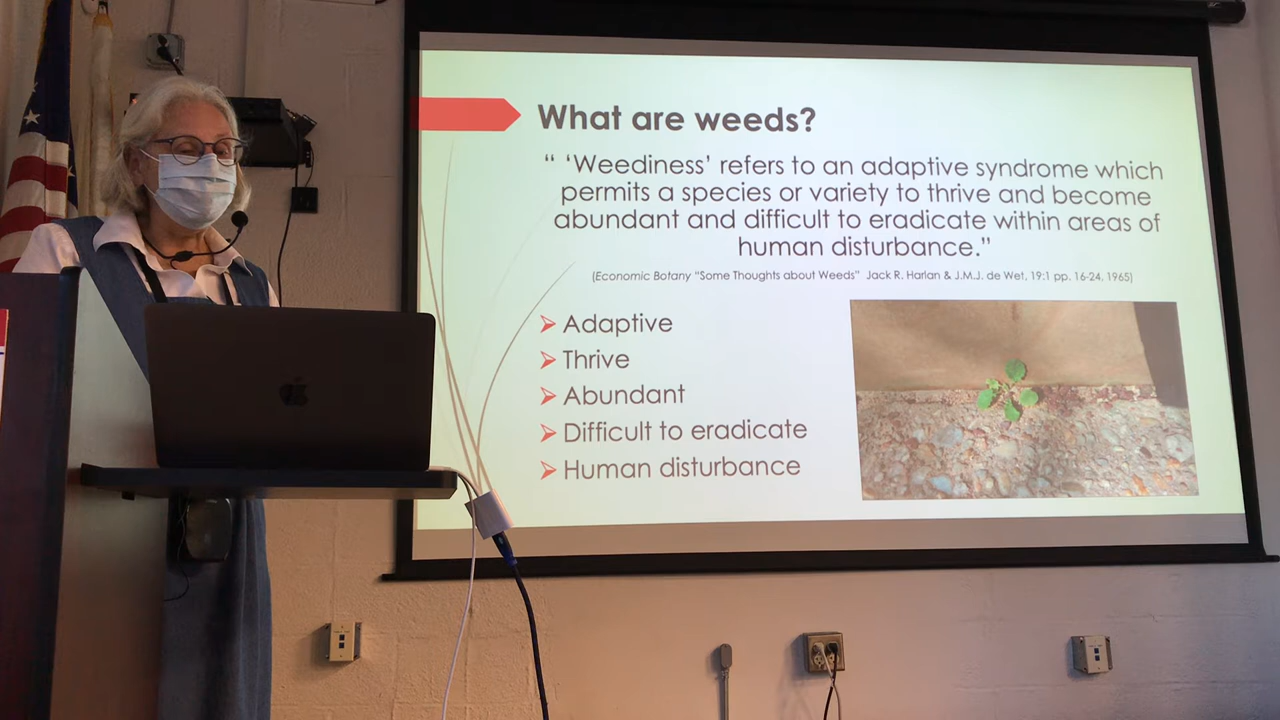 What are weeds?
“ ‘Weediness’ refers to an adaptive syndrome which
permits a species or variety to thrive and become
abundant and difficult to eradicate within areas of
human disturbance.”
(Economic Botany “Some Thoughts about Weeds” Jack R. Harlan & J.M.J. de Wet, 19:1 pp. 16-24, 1965)
Adaptive
Thrive
Abundant
Difficult to eradicate
Human disturbance